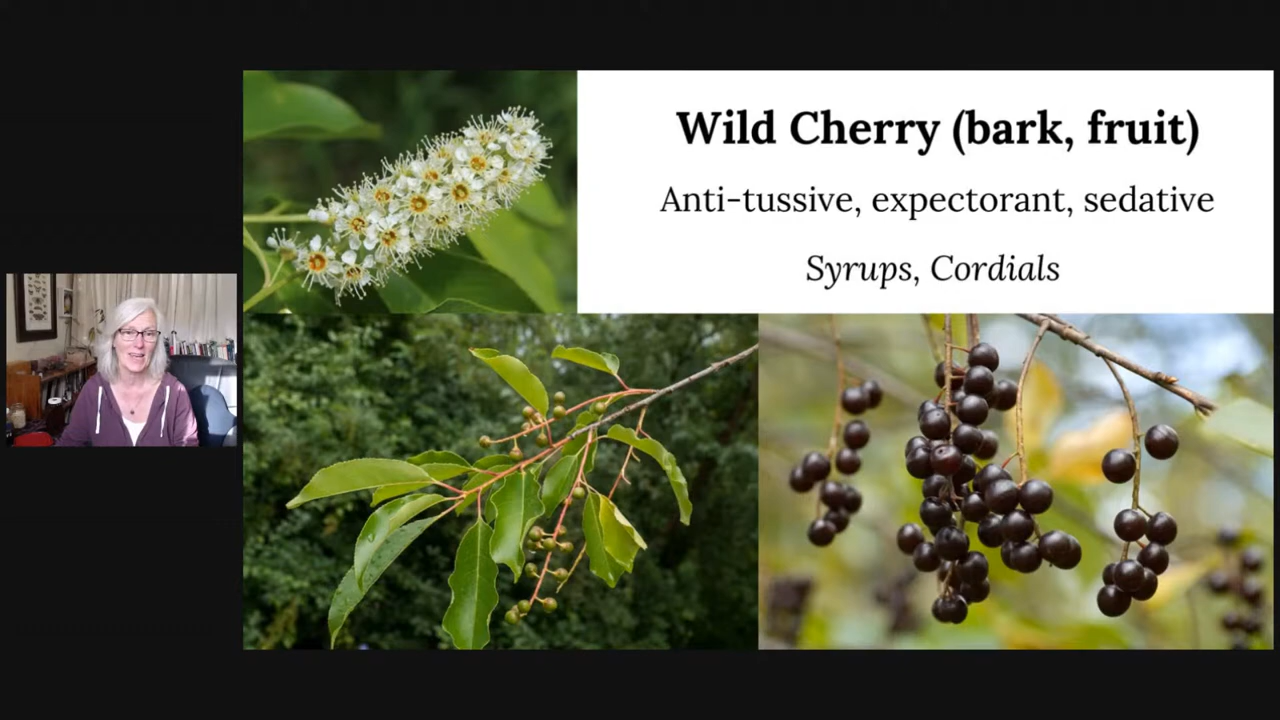 Wild Cherry (bark, fruit)
Anti-tussive, expectorant, sedative
Syrups, Cordials